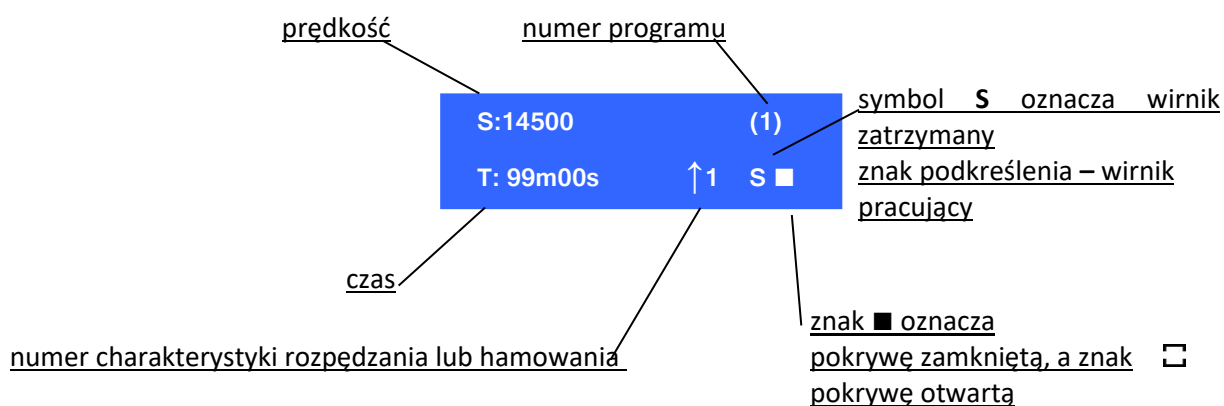 prędkość numer programu
S:14500 (1)
T: 99m00s ↑1 S ■
symbol S oznacza wirnik
zatrzymany
znak podkreślenia – wirnik
pracujący
czas
numer charakterystyki rozpędzania lub hamowania
znak ■ oznacza
pokrywę zamkniętą, a znak
pokrywę otwartą